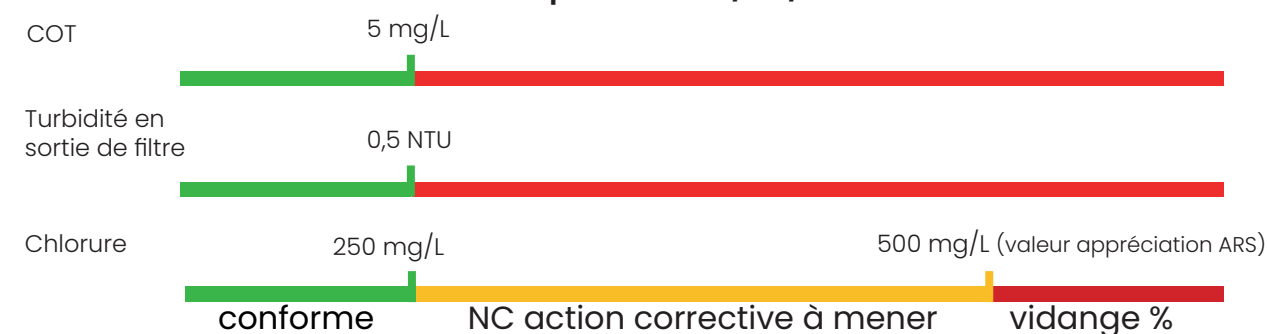 COT
5 mg/L
Turbidité en
sortie de filtre
0,5 NTU
Chlorure
250 mg/L
500 mg/L (valeur appréciation ARS)
conforme
NC action corrective à mener
vidange %